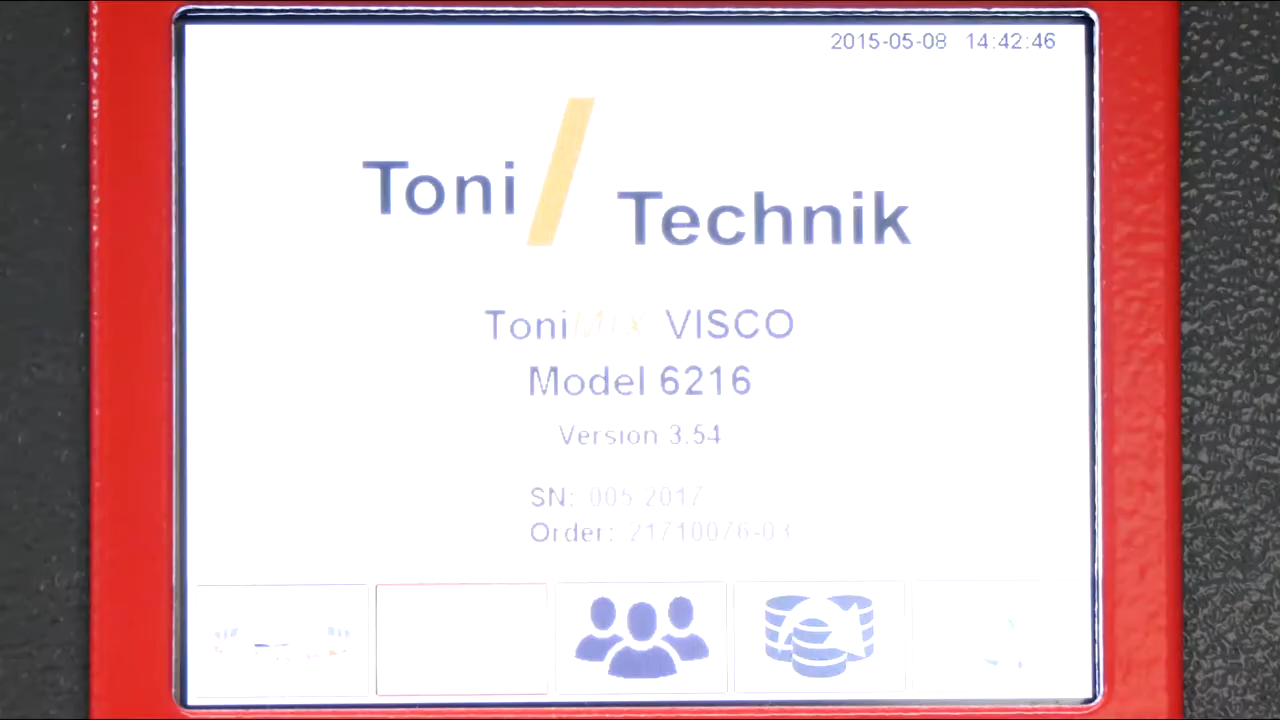 2015-05-08 14:42:46
Toni Technik
ToniMIX VISCO
Model 6216
Version 3.54
SN: 005 2017
Order: 21710076-03